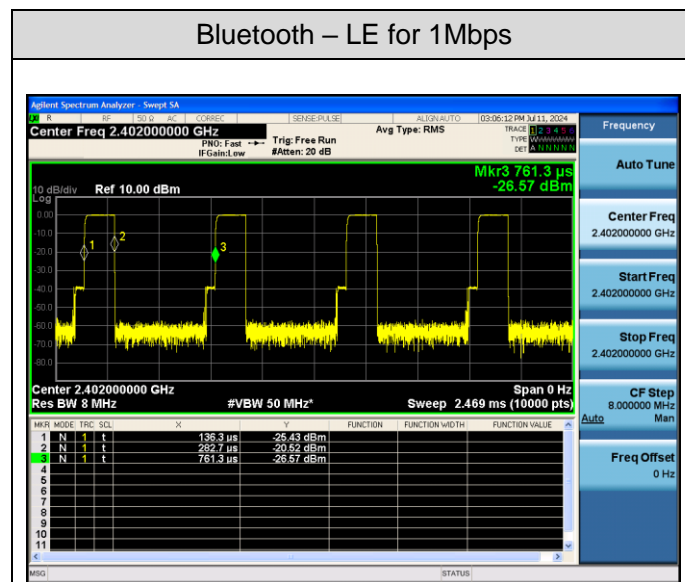 Bluetooth – LE for 1Mbps
Agilent Spectrum Analyzer - Swept SA
R RF 50 Ω AC CORREC SENSE:PULSE ALIGNAUTO 03:06:12 PM Jul 11, 2024
Center Freq 2.402000000 GHz
PNO: Fast
IFGain:Low
Trig: Free Run
#Atten: 20 dB
Avg Type: RMS
TRACE 1 2 3 4 5 6
TYPE
DET A N N N N N
Mkr3 761.3 µs
-26.57 dBm
10 dB/div Ref 10.00 dBm
Log
0.00
-10.0
-20.0
-30.0
-40.0
-50.0
-60.0
-70.0
-80.0
1
2
3
Center 2.402000000 GHz Span 0 Hz
Res BW 8 MHz #VBW 50 MHz* Sweep 2.469 ms (10000 pts)
MKR MODE TRC SCL X Y FUNCTION FUNCTION WIDTH FUNCTION VALUE
1 N 1 t 136.3 µs -25.43 dBm
2 N 1 t 282.7 µs -20.52 dBm
3 N 1 t 761.3 µs -26.57 dBm
4
5
6
7
8
9
10
11
MSG STATUS
Frequency
Auto Tune
Center Freq
2.402000000 GHz
Start Freq
2.402000000 GHz
Stop Freq
2.402000000 GHz
CF Step
8.000000 MHz
Auto Man
Freq Offset
0 Hz